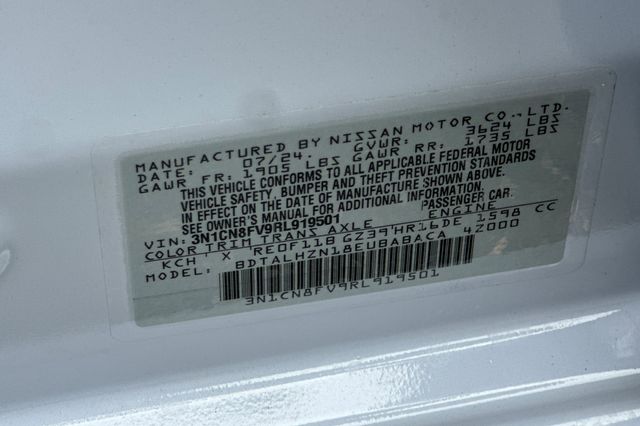 MANUFACTURED BY NISSAN MOTOR CO., LTD.
DATE: 07/24. GVWR: 3624 LBS
GAWR FR: 1905 LBS GAWR RR: 1735 LBS
THIS VEHICLE CONFORMS TO ALL APPLICABLE FEDERAL MOTOR
VEHICLE SAFETY, BUMPER AND THEFT PREVENTION STANDARDS
IN EFFECT ON THE DATE OF MANUFACTURE SHOWN ABOVE.
SEE OWNER'S MANUAL FOR ADDITIONAL INFORMATION.
VIN: 3N1CN8FV9RL919501 PASSENGER CAR.
COLOR TRIM TRANS AXLE ENGINE
KCH X RE0F11B GZ39 HR16DE 1598 CC
MODEL: BDTALHZN18EUBABACA 4Z000
3N1CN8FV9RL919501